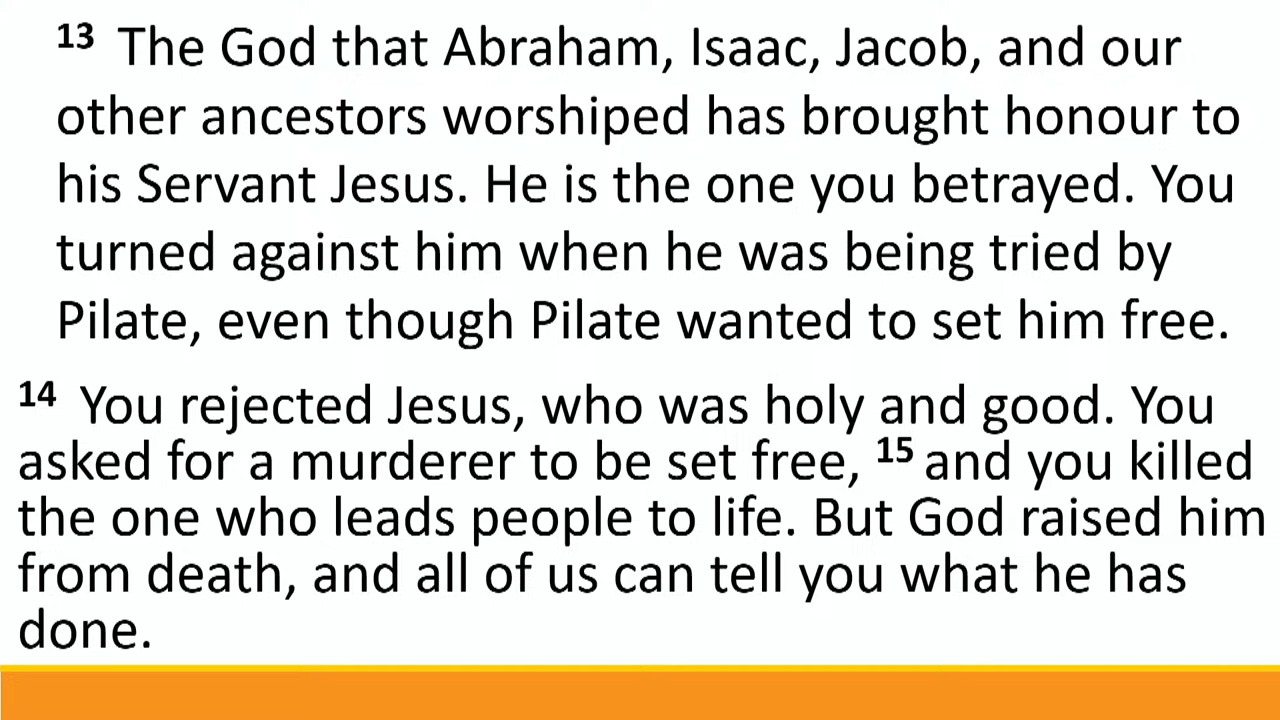 13 The God that Abraham, Isaac, Jacob, and our
other ancestors worshiped has brought honour to
his Servant Jesus. He is the one you betrayed. You
turned against him when he was being tried by
Pilate, even though Pilate wanted to set him free.
14 You rejected Jesus, who was holy and good. You
asked for a murderer to be set free, 15 and you killed
the one who leads people to life. But God raised him
from death, and all of us can tell you what he has
done.